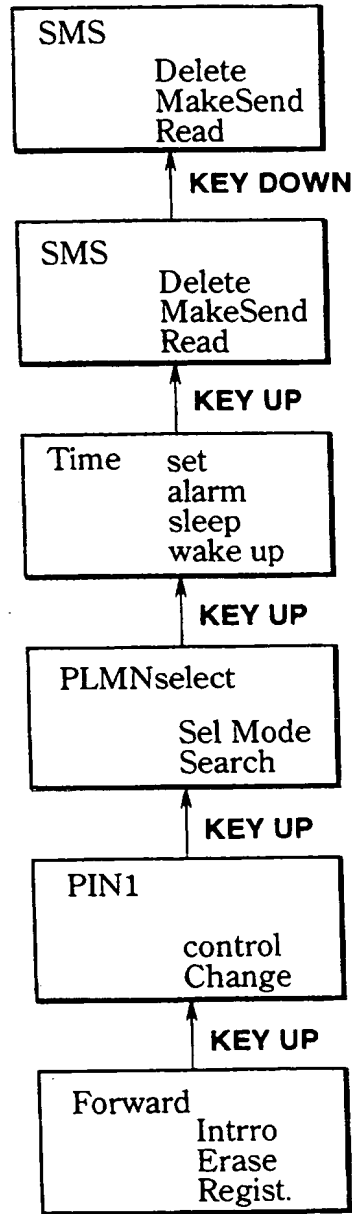 SMS
Delete
MakeSend
Read
KEY DOWN
SMS
Delete
MakeSend
Read
KEY UP
Time set
alarm
sleep
wake up
KEY UP
PLMNselect
Sel Mode
Search
KEY UP
PIN1
control
Change
KEY UP
Forward
Intrro
Erase
Regist.